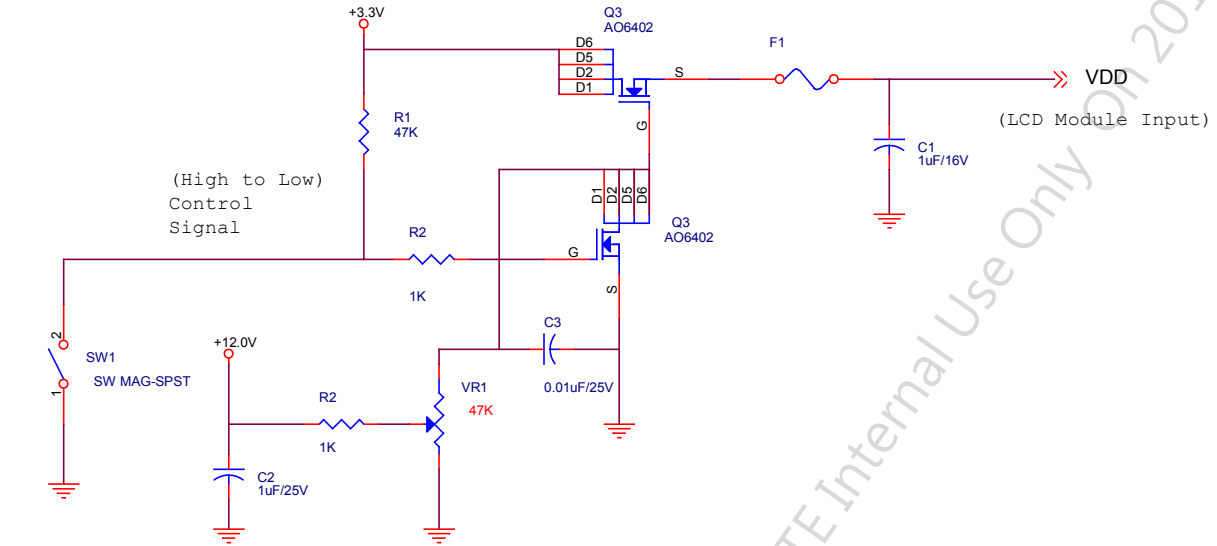 +3.3V
Q3
AO6402
D6
D5
D2
D1
S
G
F1
VDD
(LCD Module Input)
R1
47K
C1
1uF/16V
(High to Low)
Control
Signal
D1
D2
D5
D6
Q3
AO6402
G
S
R2
1K
2
1
SW1
SW MAG-SPST
+12.0V
C3
0.01uF/25V
VR1
47K
R2
1K
C2
1uF/25V
TE Internal Use Only On 201